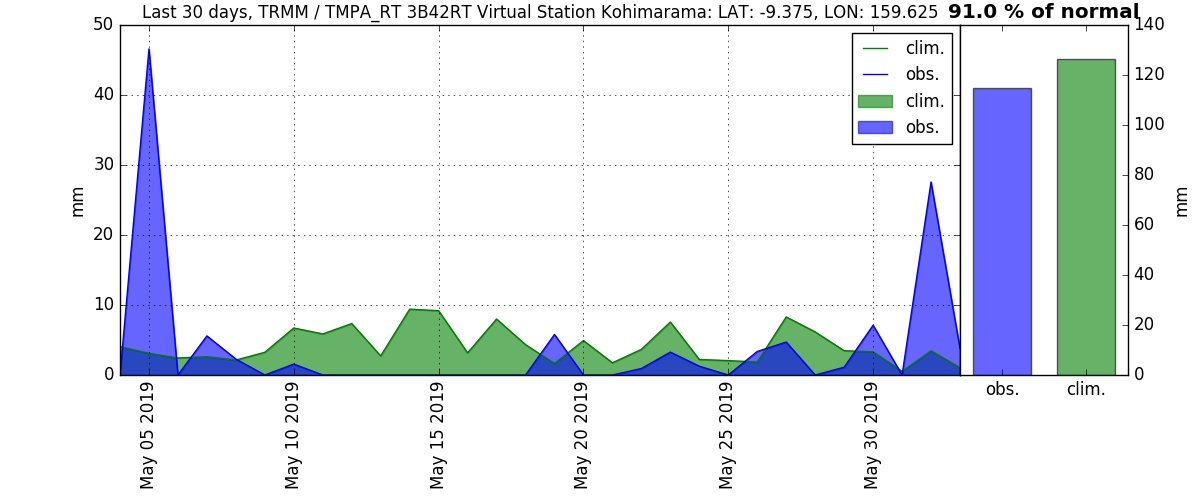 Last 30 days, TRMM / TMPA_RT 3B42RT Virtual Station Kohimarama: LAT: -9.375, LON: 159.625 91.0 % of normal
50
40
30
20
10
0
mm
clim.
obs.
clim.
obs.
May 05 2019
May 10 2019
May 15 2019
May 20 2019
May 25 2019
May 30 2019
140
120
100
80
60
40
20
0
mm
obs.
clim.